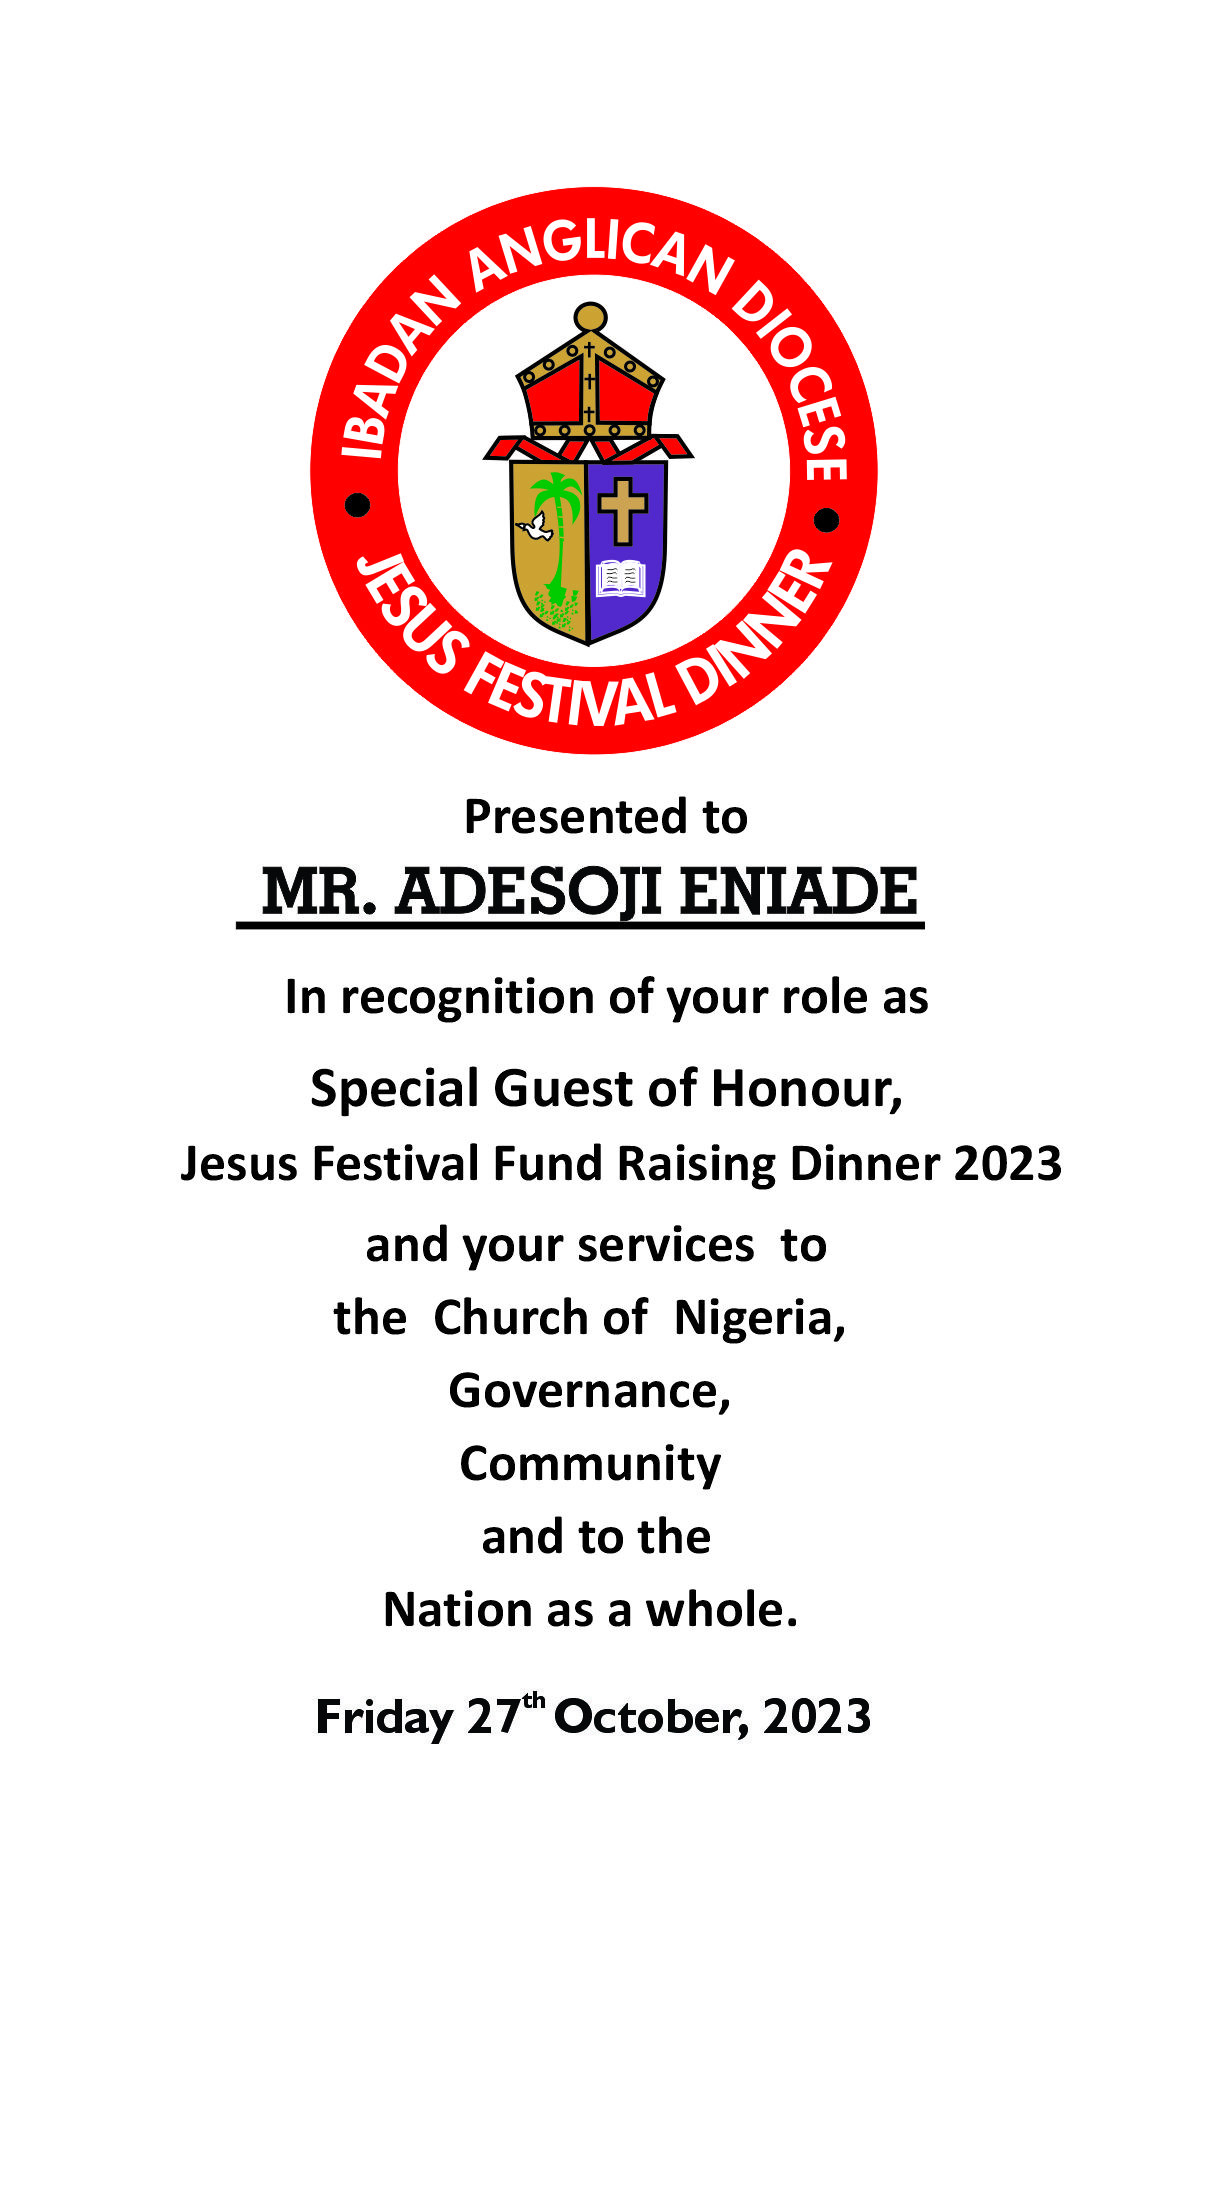 IBADAN ANGLICAN DIOCESE
JESUS FESTIVAL DINNER
Presented to
MR. ADESOJI ENIADE
In recognition of your role as
Special Guest of Honour,
Jesus Festival Fund Raising Dinner 2023
and your services to
the Church of Nigeria,
Governance,
Community
and to the
Nation as a whole.
Friday 27th October, 2023